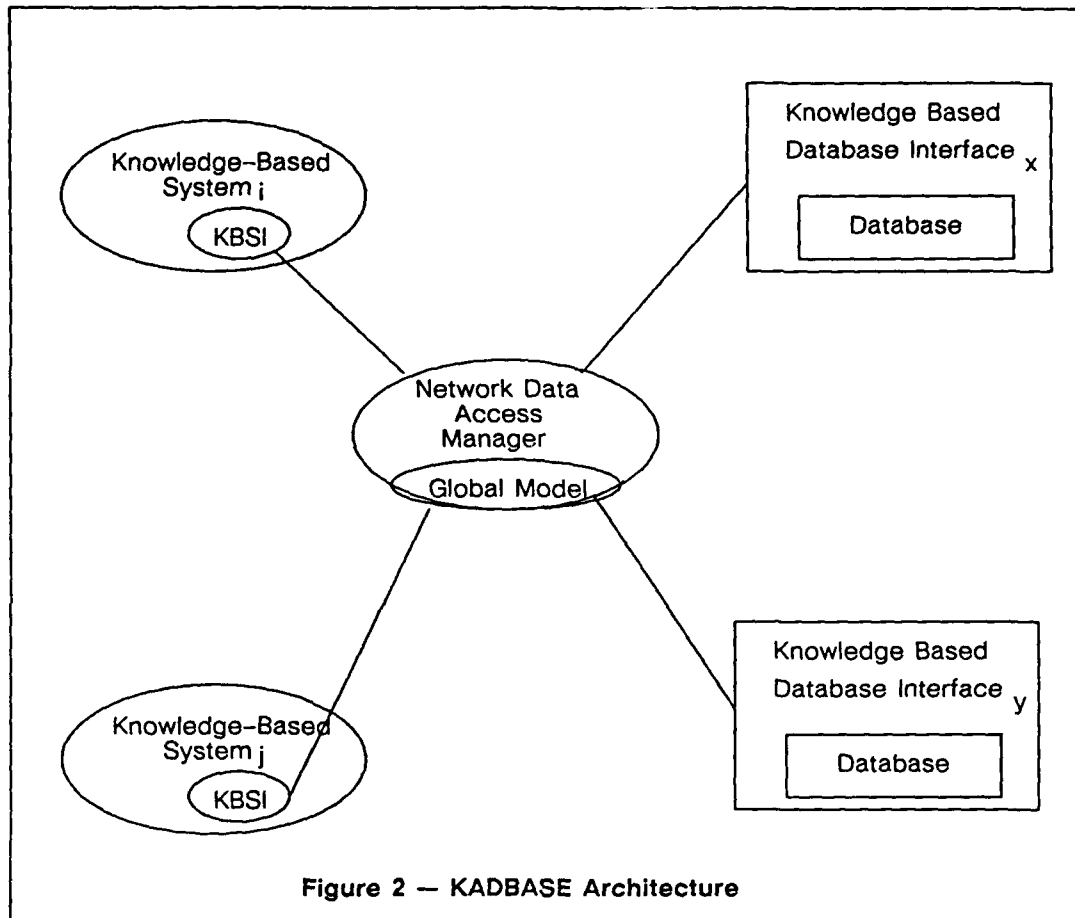 Knowledge-Based
System i
KBSI
Knowledge Based
Database Interface x
Database
Network Data
Access
Manager
Global Model
Knowledge-Based
System j
KBSI
Knowledge Based
Database Interface y
Database
Figure 2 — KADBASE Architecture